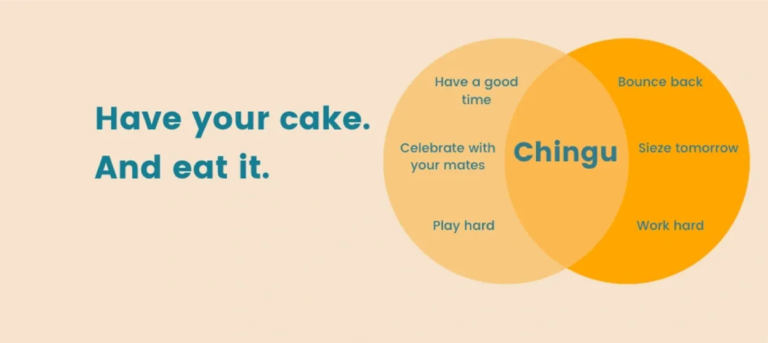 Have your cake.
And eat it.
Have a good
time
Celebrate with
your mates
Play hard
Chingu
Bounce back
Sieze tomorrow
Work hard